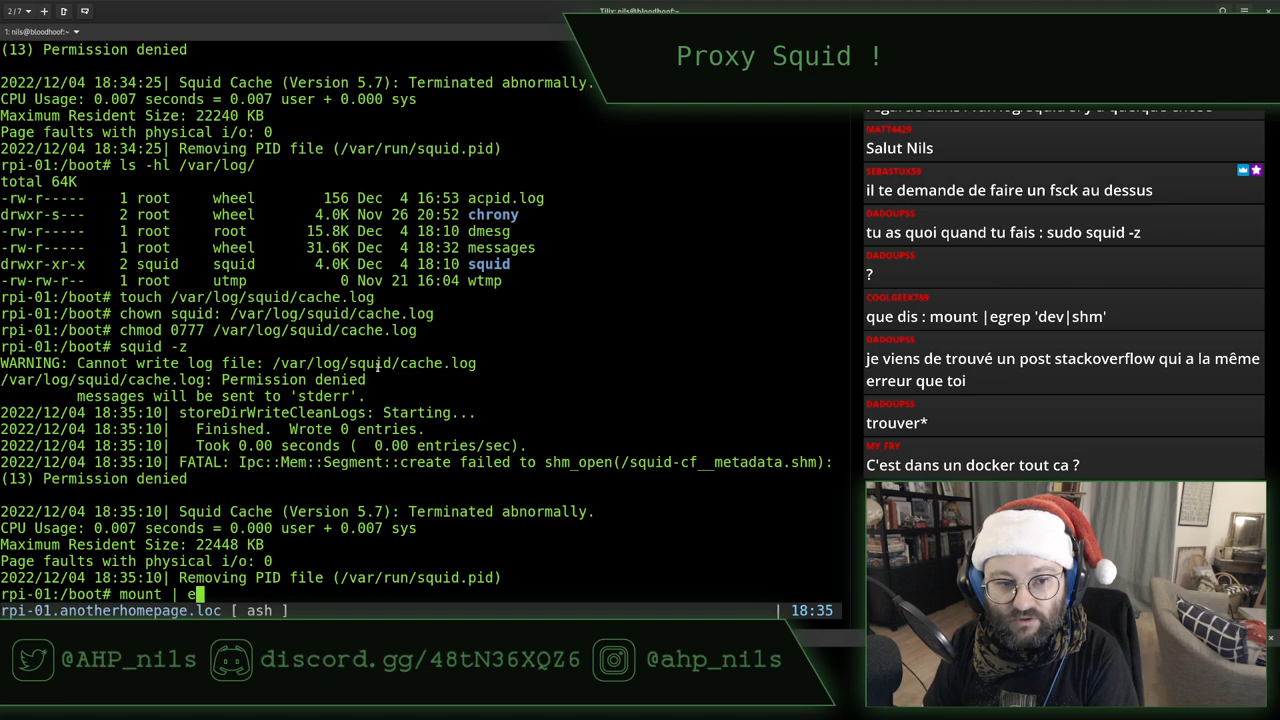 2/7
Tilix: nils@bloodhoof:~
1: nils@bloodhoof:~
Proxy Squid !
(13) Permission denied
2022/12/04 18:34:25| Squid Cache (Version 5.7): Terminated abnormally.
CPU Usage: 0.007 seconds = 0.007 user + 0.000 sys
Maximum Resident Size: 22240 KB
Page faults with physical i/o: 0
2022/12/04 18:34:25| Removing PID file (/var/run/squid.pid)
rpi-01:/boot# ls -hl /var/log/
total 64K
-rw-r----- 1 root wheel 156 Dec 4 16:53 acpid.log
drwxr-s--- 2 root wheel 4.0K Nov 26 20:52 chrony
-rw-r----- 1 root root 15.8K Dec 4 18:10 dmesg
-rw-r----- 1 root wheel 31.6K Dec 4 18:32 messages
drwxr-xr-x 2 squid squid 4.0K Dec 4 18:10 squid
-rw-rw-r-- 1 root utmp 0 Nov 21 16:04 wtmp
rpi-01:/boot# touch /var/log/squid/cache.log
rpi-01:/boot# chown squid: /var/log/squid/cache.log
rpi-01:/boot# chmod 0777 /var/log/squid/cache.log
rpi-01:/boot# squid -z
WARNING: Cannot write log file: /var/log/squid/cache.log
/var/log/squid/cache.log: Permission denied
messages will be sent to 'stderr'.
2022/12/04 18:35:10| storeDirWriteCleanLogs: Starting...
2022/12/04 18:35:10| Finished. Wrote 0 entries.
2022/12/04 18:35:10| Took 0.00 seconds ( 0.00 entries/sec).
2022/12/04 18:35:10| FATAL: Ipc::Mem::Segment::create failed to shm_open(/squid-cf__metadata.shm):
(13) Permission denied
2022/12/04 18:35:10| Squid Cache (Version 5.7): Terminated abnormally.
CPU Usage: 0.007 seconds = 0.000 user + 0.007 sys
Maximum Resident Size: 22448 KB
Page faults with physical i/o: 0
2022/12/04 18:35:10| Removing PID file (/var/run/squid.pid)
rpi-01:/boot# mount | e
rpi-01.anotherhomepage.loc [ ash ] | 18:35
MATT4429
Salut Nils
SEBASTUX59
il te demande de faire un fsck au dessus
DADOUPSS
tu as quoi quand tu fais : sudo squid -z
DADOUPSS
?
COOLGEEK789
que dis : mount |egrep 'dev|shm'
DADOUPSS
je viens de trouvé un post stackoverflow qui a la même
erreur que toi
DADOUPSS
trouver*
MY_FRY
C'est dans un docker tout ca ?
@AHP_nils
discord.gg/48tN36XQZ6
@ahp_nils